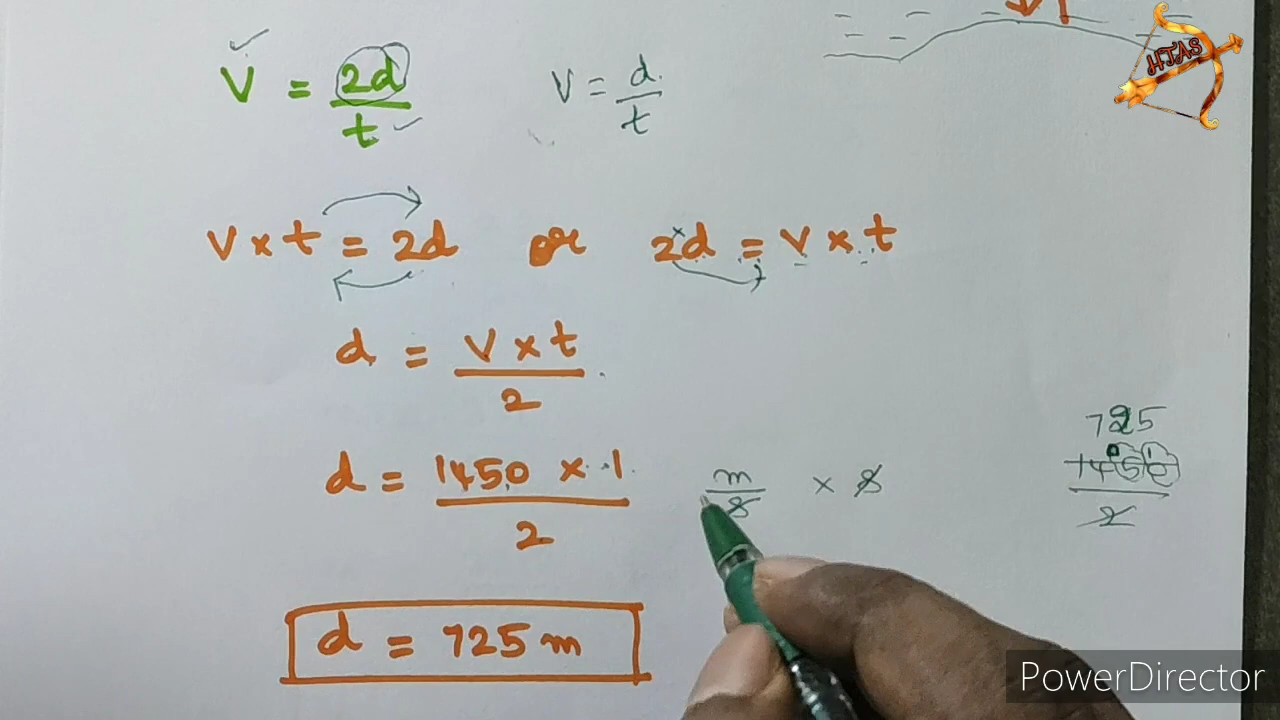 HTAS
V = 2d/t V = d/t
V × t = 2d or 2d = V × t
d = V × t / 2
d = 1450 × 1 / 2 m/s × s 725 1450/2
d = 725 m
PowerDirector